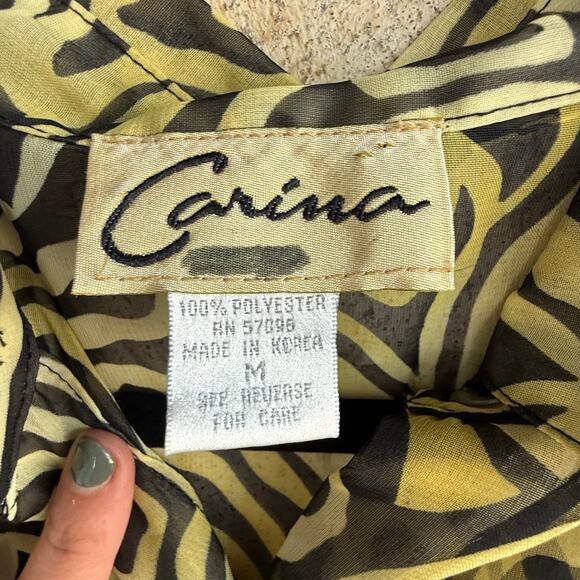 Carina
100% POLYESTER
RN 57096
MADE IN KOREA
M
SEE REVERSE
FOR CARE